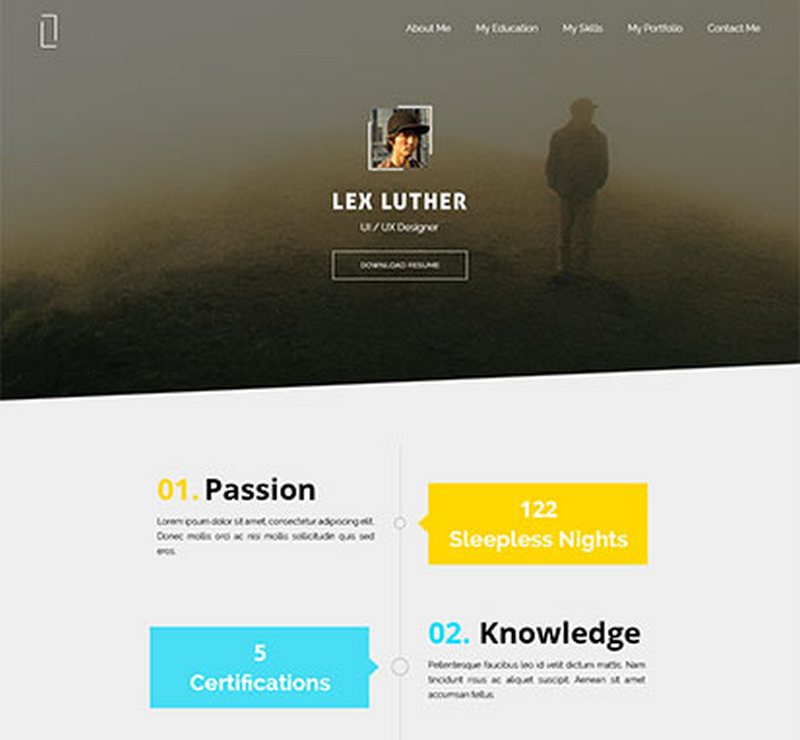 About Me My Education My Skills My Portfolio Contact Me
LEX LUTHER
UI / UX Designer
DOWNLOAD RESUME
01. Passion
Lorem ipsum dolor sit amet, consectetur adipiscing elit.
Donec mollis orci ac nisi mollis sollicitudin quis sed
eros.
122
Sleepless Nights
5
Certifications
02. Knowledge
Pellentesque faucibus leo id velit dictum mattis. Nam
tincidunt risus ac aliquet suscipit. Aenean sit amet
accumsan tellus.